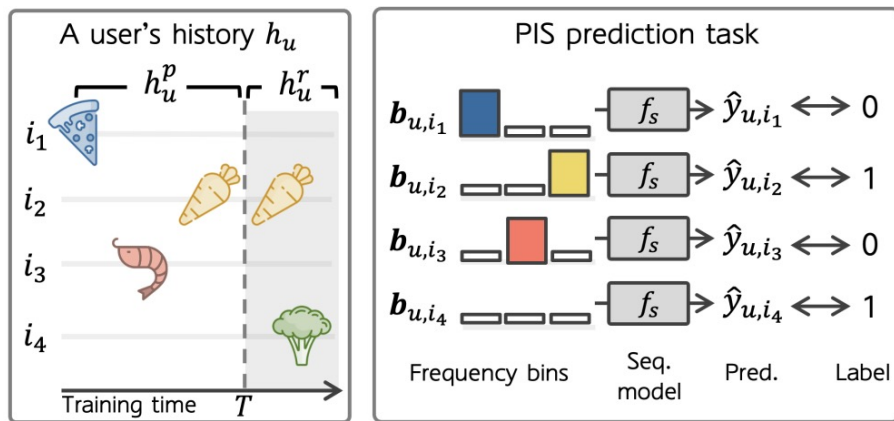 A user's history h_u
h_u^p
h_u^r
i_1
i_2
i_3
i_4
Training time
T
PIS prediction task
b_{u,i_1} f_s ŷ_{u,i_1} 0
b_{u,i_2} f_s ŷ_{u,i_2} 1
b_{u,i_3} f_s ŷ_{u,i_3} 0
b_{u,i_4} f_s ŷ_{u,i_4} 1
Frequency bins
Seq.
model
Pred.
Label